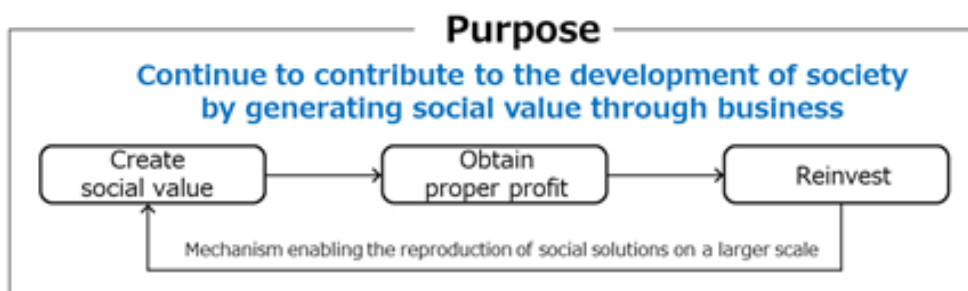 Purpose
Continue to contribute to the development of society
by generating social value through business
Create
social value
Obtain
proper profit
Reinvest
Mechanism enabling the reproduction of social solutions on a larger scale